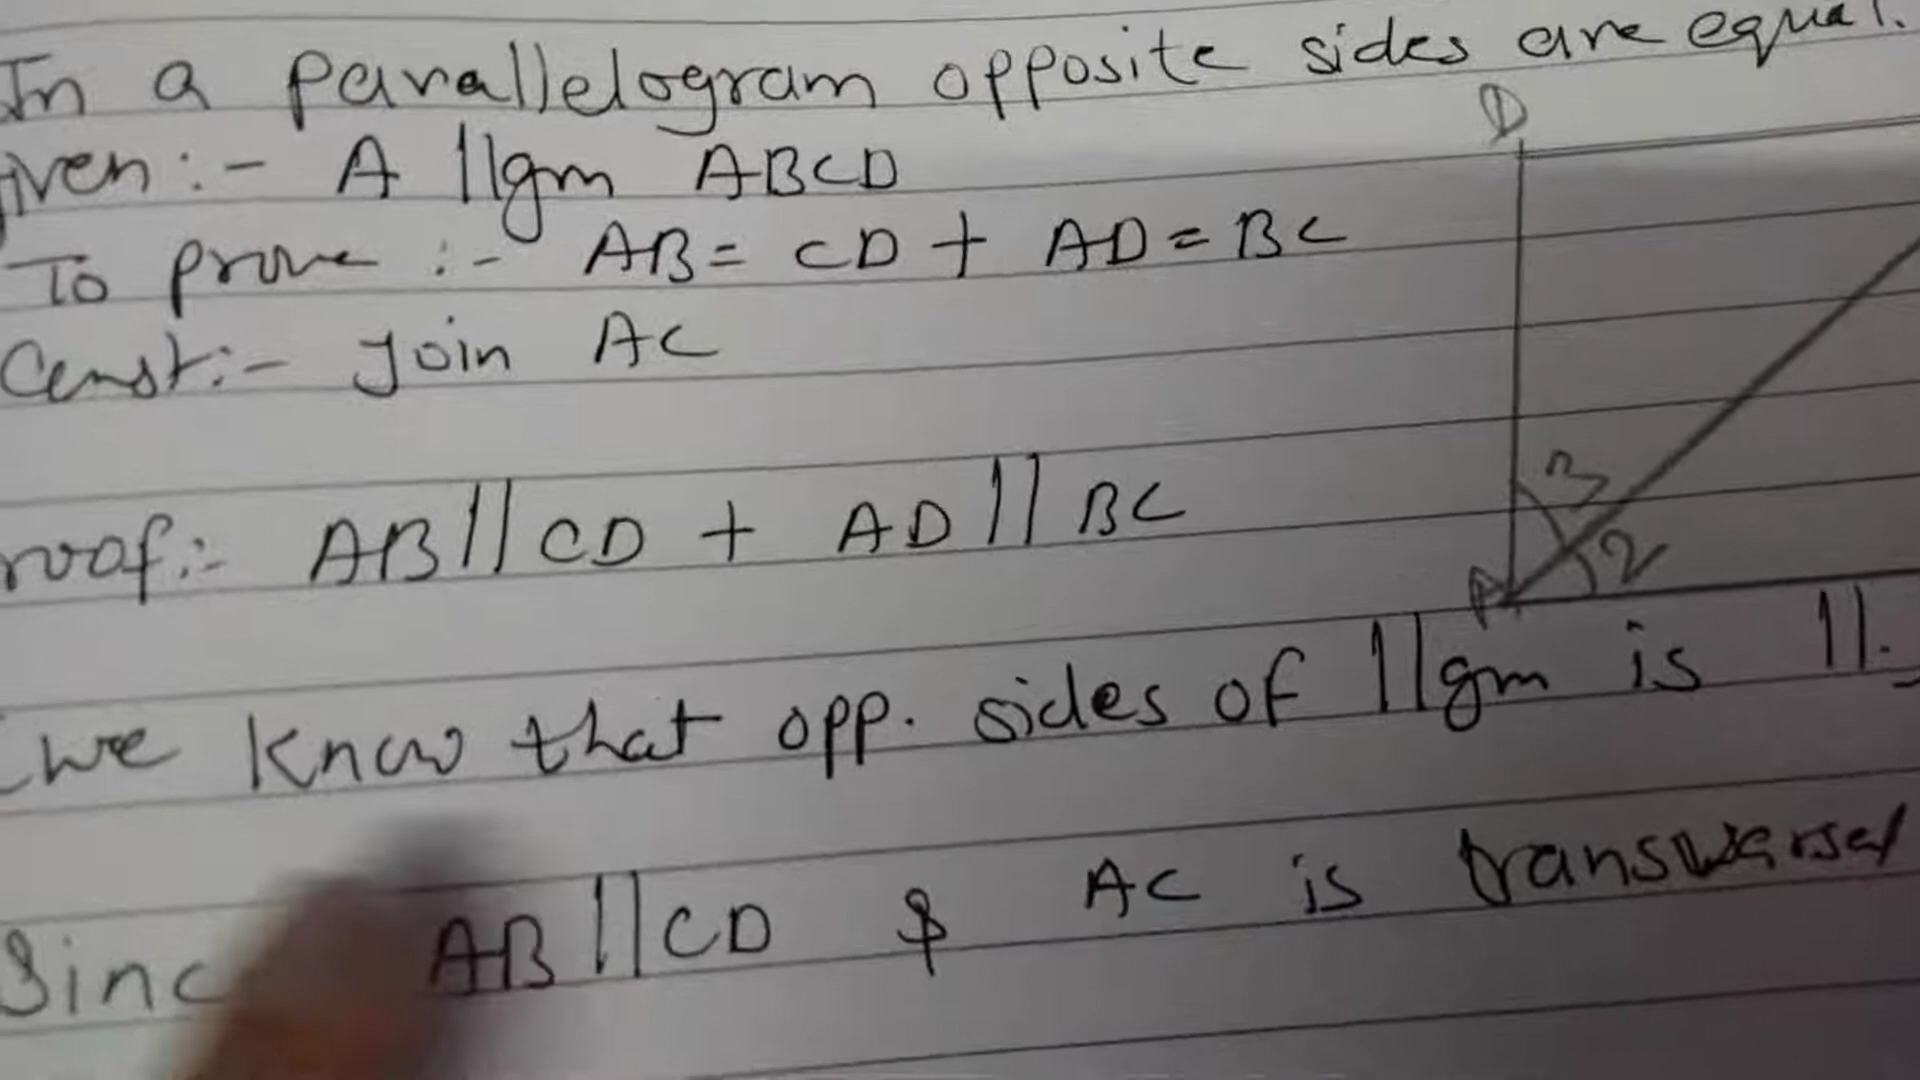 In a parallelogram opposite sides are equal.
iven :- A ||gm ABCD
To prove :- AB = CD + AD = BC
Const:- Join AC
roof:- AB || CD + AD || BC
we know that opp. sides of ||gm is ||.
Sinc AB || CD $ AC is transversal
D
3
2
A